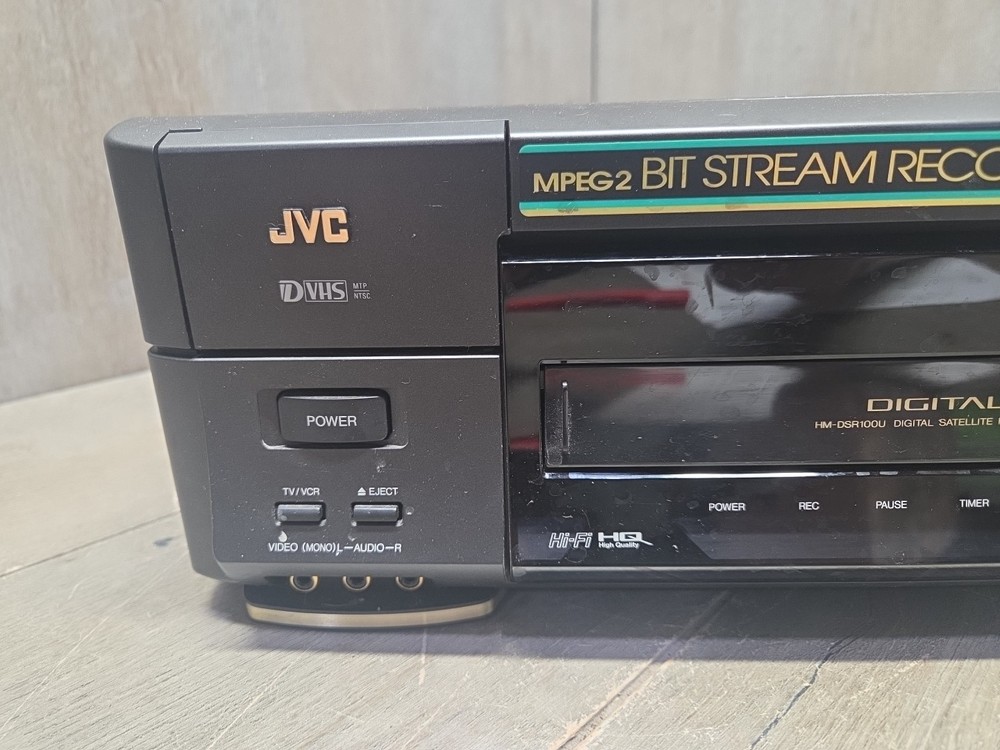 MPEG2 BIT STREAM RECO
JVC
D VHS MTP NTSC
POWER
DIGITAL
HM-DSR100U DIGITAL SATELLITE
TV/VCR ⏏ EJECT
POWER REC PAUSE TIMER
VIDEO (MONO)L—AUDIO—R
Hi-Fi HQ
High Quality